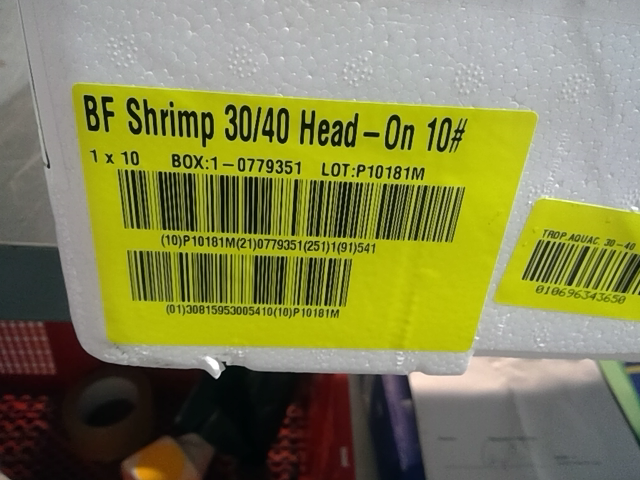 BF Shrimp 30/40 Head-On 10#
1 x 10 BOX:1-0779351 LOT:P10181M
(10)P10181M(21)0779351(251)1(91)541
(01)30815953005410(10)P10181M
TROP.AQUAC. 30-40
010696343650